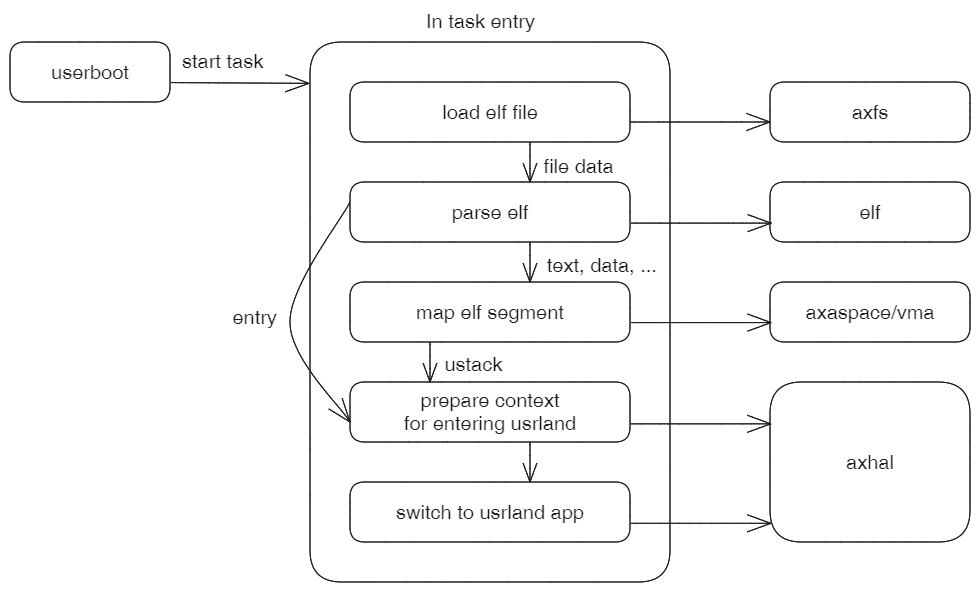 In task entry
userboot
start task
load elf file
axfs
file data
parse elf
elf
text, data, ...
map elf segment
axaspace/vma
entry
ustack
prepare context
for entering usrland
axhal
switch to usrland app